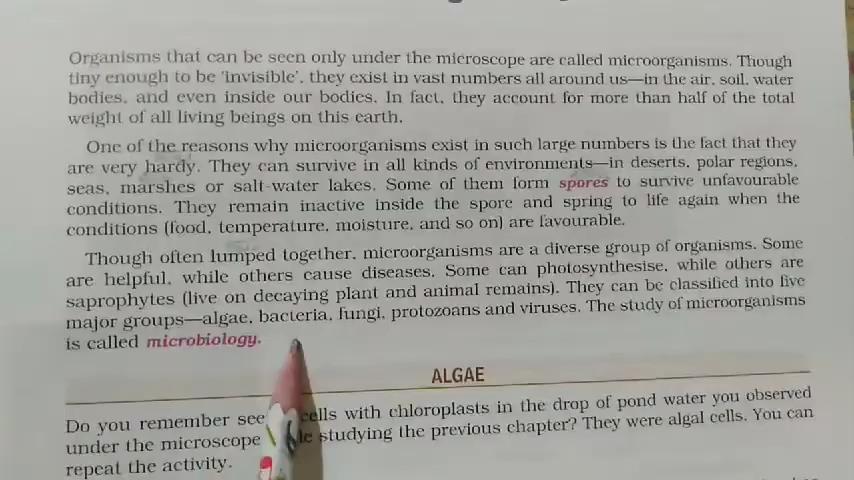 Organisms that can be seen only under the microscope are called microorganisms. Though
tiny enough to be 'invisible', they exist in vast numbers all around us—in the air, soil, water
bodies, and even inside our bodies. In fact, they account for more than half of the total
weight of all living beings on this earth.
One of the reasons why microorganisms exist in such large numbers is the fact that they
are very hardy. They can survive in all kinds of environments—in deserts, polar regions,
seas, marshes or salt-water lakes. Some of them form spores to survive unfavourable
conditions. They remain inactive inside the spore and spring to life again when the
conditions (food, temperature, moisture, and so on) are favourable.
Though often lumped together, microorganisms are a diverse group of organisms. Some
are helpful, while others cause diseases. Some can photosynthesise, while others are
saprophytes (live on decaying plant and animal remains). They can be classified into five
major groups—algae, bacteria, fungi, protozoans and viruses. The study of microorganisms
is called microbiology.
ALGAE
Do you remember see cells with chloroplasts in the drop of pond water you observed
under the microscope le studying the previous chapter? They were algal cells. You can
repeat the activity.